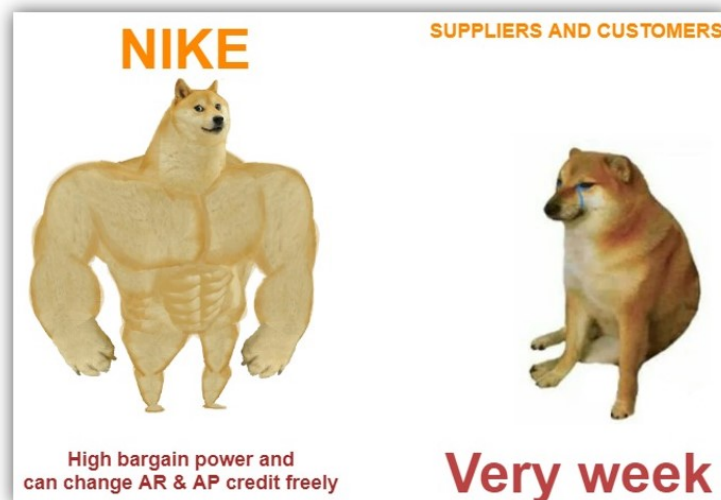 NIKE
SUPPLIERS AND CUSTOMERS
High bargain power and
can change AR & AP credit freely
Very week